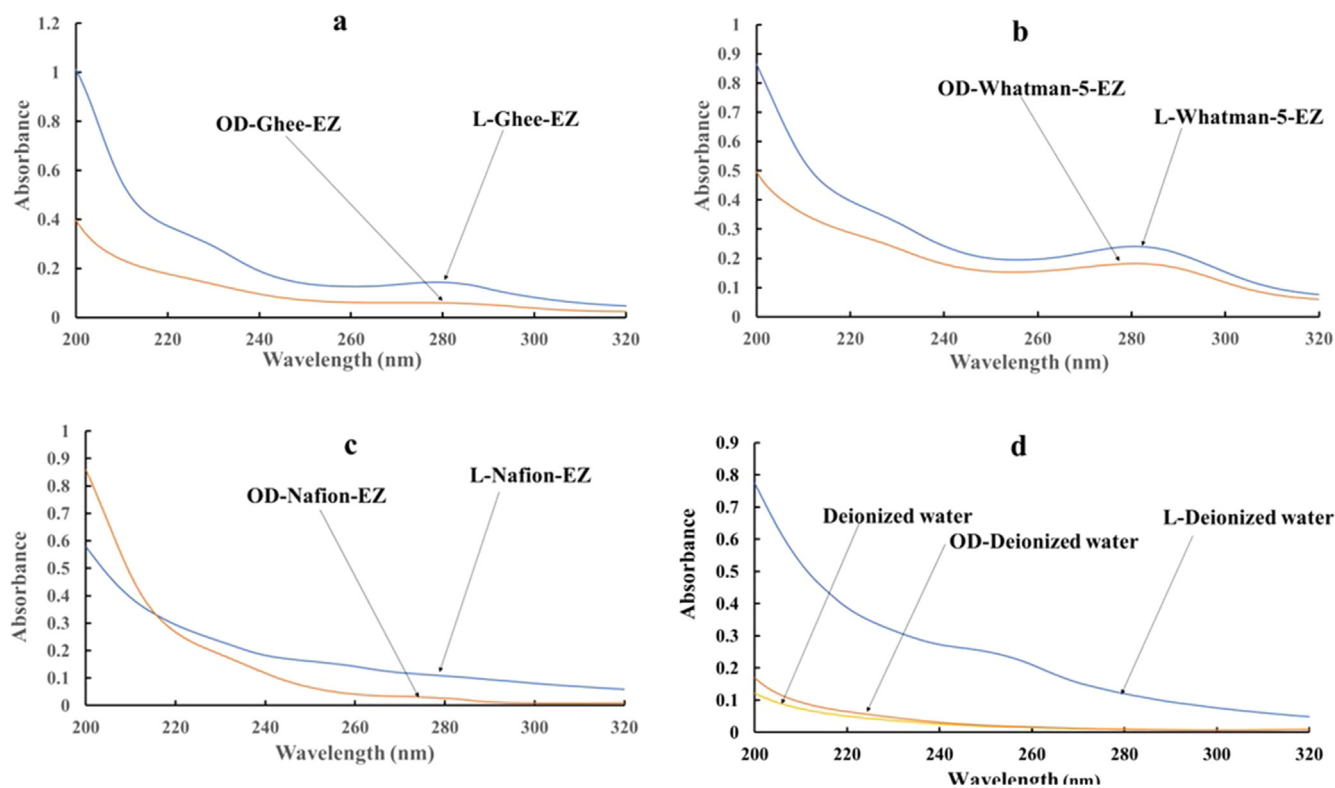 a
1.2
1
0.8
0.6
0.4
0.2
0
Absorbance
OD-Ghee-EZ
L-Ghee-EZ
200 220 240 260 280 300 320
Wavelength (nm)
b
1
0.9
0.8
0.7
0.6
0.5
0.4
0.3
0.2
0.1
0
Absorbance
OD-Whatman-5-EZ
L-Whatman-5-EZ
200 220 240 260 280 300 320
Wavelength (nm)
c
1
0.9
0.8
0.7
0.6
0.5
0.4
0.3
0.2
0.1
0
Absorbance
L-Nafion-EZ
OD-Nafion-EZ
200 220 240 260 280 300 320
Wavelength (nm)
d
0.9
0.8
0.7
0.6
0.5
0.4
0.3
0.2
0.1
0
Absorbance
Deionized water
L-Deionized water
OD-Deionized water
200 220 240 260 280 300 320
Wavelength (nm)